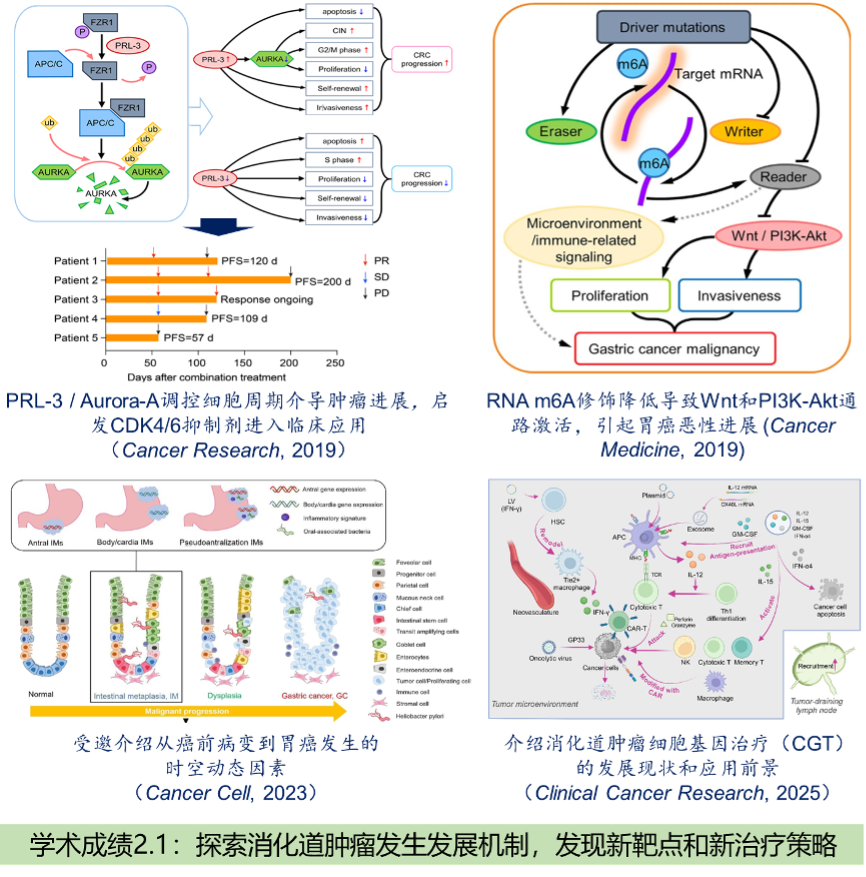 P
FZR1
PRL-3
APC/C
FZR1
P
FZR1
APC/C
ub
ub
ub
ub
ub
AURKA
AURKA
AURKA
PRL-3↑
AURKA↓
apoptosis ↓
CIN ↑
G2/M phase ↑
Proliferation ↓
Self-renewal ↑
Invasiveness ↑
CRC
progression ↑
PRL-3↓
apoptosis ↑
S phase ↑
Proliferation ↓
Self-renewal ↓
Invasiveness ↓
CRC
progression ↓
Patient 1
PFS=120 d
Patient 2
PFS=200 d
Patient 3
Response ongoing
Patient 4
PFS=109 d
Patient 5
PFS=57 d
PR
SD
PD
0 50 100 150 200 250
Days after combination treatment
PRL-3 / Aurora-A调控细胞周期介导肿瘤进展，启
发CDK4/6抑制剂进入临床应用
（Cancer Research, 2019）
Driver mutations
m6A
Target mRNA
Eraser
Writer
m6A
Reader
Microenvironment
/immune-related
signaling
Wnt / PI3K-Akt
Proliferation
Invasiveness
Gastric cancer malignancy
RNA m6A修饰降低导致Wnt和PI3K-Akt通
路激活，引起胃癌恶性进展 (Cancer
Medicine, 2019)
Antral IMs
Body/cardia IMs
Pseudoantralization IMs
Antral gene expression
Body/cardia gene expression
Inflammatory signature
Oral-associated bacteria
Normal
Intestinal metaplasia, IM
Dysplasia
Gastric cancer, GC
Malignant progression
Foveolar cell
Progenitor cell
Parietal cell
Mucous neck cell
Chief cell
Intestinal stem cell
Transit amplifying cells
Goblet cell
Enterocytes
Enteroendocrine cell
Tumor cell/Proliferating cell
Immune cell
Stromal cell
Helicobacter pylori
受邀介绍从癌前病变到胃癌发生的
时空动态因素
（Cancer Cell, 2023）
LV
(IFN-γ)
HSC
Remodel
Tie2+
macrophage
Neovasculature
IFN-γ
Plasmid
APC
MHC
TCR
Cytotoxic T
CAR-T
IL-12 mRNA
CD40L mRNA
Exosome
GM-CSF
IL-12
IL-15
GM-CSF
IFN-α4
Recruit
Antigen-presentation
IL-12
IL-15
IFN-α4
Th1
differentiation
Activate
Cancer cell
apoptosis
GP33
Oncolytic virus
Cancer cells
Perforin
Granzyme
Attack
NK
Cytotoxic T
Memory T
Modified with
CAR
Macrophage
Tumor microenvironment
Recruitment
Tumor-draining
lymph node
介绍消化道肿瘤细胞基因治疗（CGT）
的发展现状和应用前景
（Clinical Cancer Research, 2025）
学术成绩2.1：探索消化道肿瘤发生发展机制，发现新靶点和新治疗策略